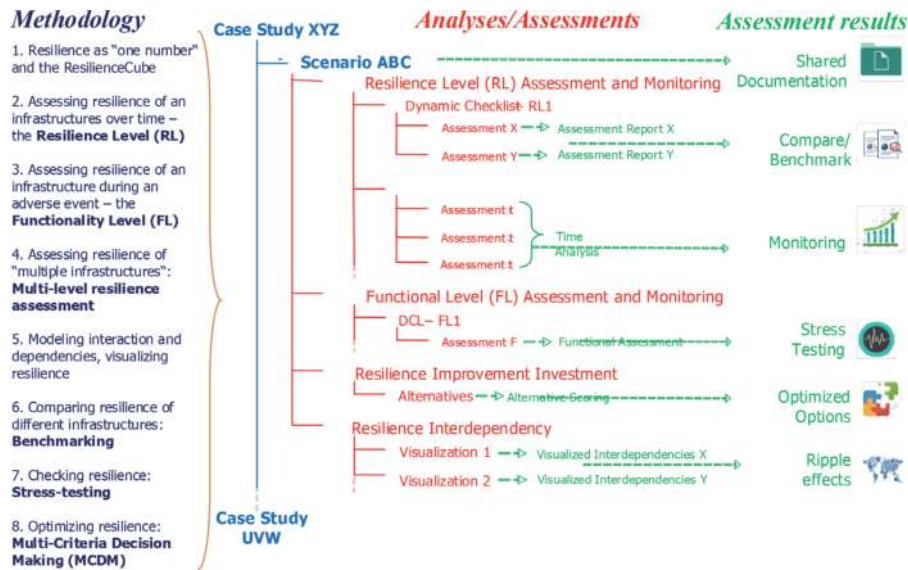 Methodology
1. Resilience as "one number"
and the ResilienceCube
2. Assessing resilience of an
infrastructures over time –
the Resilience Level (RL)
3. Assessing resilience of an
infrastructure during an
adverse event – the
Functionality Level (FL)
4. Assessing resilience of
"multiple infrastructures":
Multi-level resilience
assessment
5. Modeling interaction and
dependencies, visualizing
resilience
6. Comparing resilience of
different infrastructures:
Benchmarking
7. Checking resilience:
Stress-testing
8. Optimizing resilience:
Multi-Criteria Decision
Making (MCDM)
Analyses/Assessments
Case Study XYZ
Scenario ABC
Resilience Level (RL) Assessment and Monitoring
Dynamic Checklist– RL1
Assessment X
Assessment Report X
Assessment Y
Assessment Report Y
Assessment t
Assessment t
Assessment t
Time
Analysis
Functional Level (FL) Assessment and Monitoring
DCL– FL1
Assessment F
Functional Assessment
Resilience Improvement Investment
Alternatives
Alternative Scoring
Resilience Interdependency
Visualization 1
Visualized Interdependencies X
Visualization 2
Visualized Interdependencies Y
Case Study
UVW
Assessment results
Shared
Documentation
Compare/
Benchmark
Monitoring
Stress
Testing
Optimized
Options
Ripple
effects